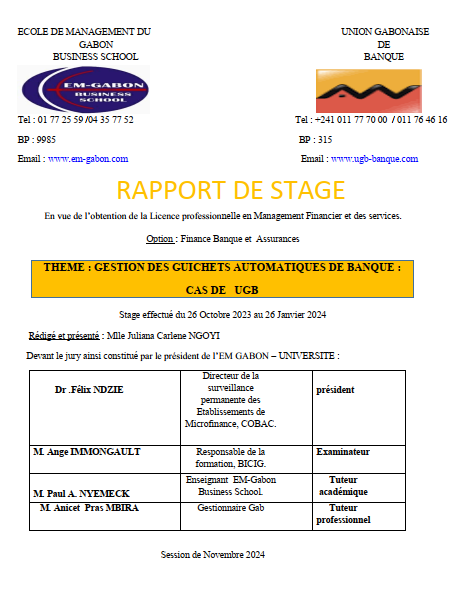 ECOLE DE MANAGEMENT DU
GABON
BUSINESS SCHOOL
UNION GABONAISE
DE
BANQUE
EM-GABON
BUSINESS
SCHOOL
Tel : 01 77 25 59 /04 35 77 52
Tel : +241 011 77 70 00 / 011 76 46 16
BP : 9985
BP : 315
Email : www.em-gabon.com
Email : www.ugb-banque.com
RAPPORT DE STAGE
En vue de l’obtention de la Licence professionnelle en Management Financier et des services.
Option : Finance Banque et Assurances
THEME : GESTION DES GUICHETS AUTOMATIQUES DE BANQUE :
CAS DE UGB
Stage effectué du 26 Octobre 2023 au 26 Janvier 2024
Rédigé et présenté : Mlle Juliana Carlene NGOYI
Devant le jury ainsi constitué par le président de l’EM GABON – UNIVERSITE :
Dr .Félix NDZIE
Directeur de la
surveillance
permanente des
Etablissements de
Microfinance, COBAC.
président
M. Ange IMMONGAULT
Responsable de la
formation, BICIG.
Examinateur
M. Paul A. NYEMECK
Enseignant EM-Gabon
Business School.
Tuteur
académique
M. Anicet Pras MBIRA
Gestionnaire Gab
Tuteur
professionnel
Session de Novembre 2024